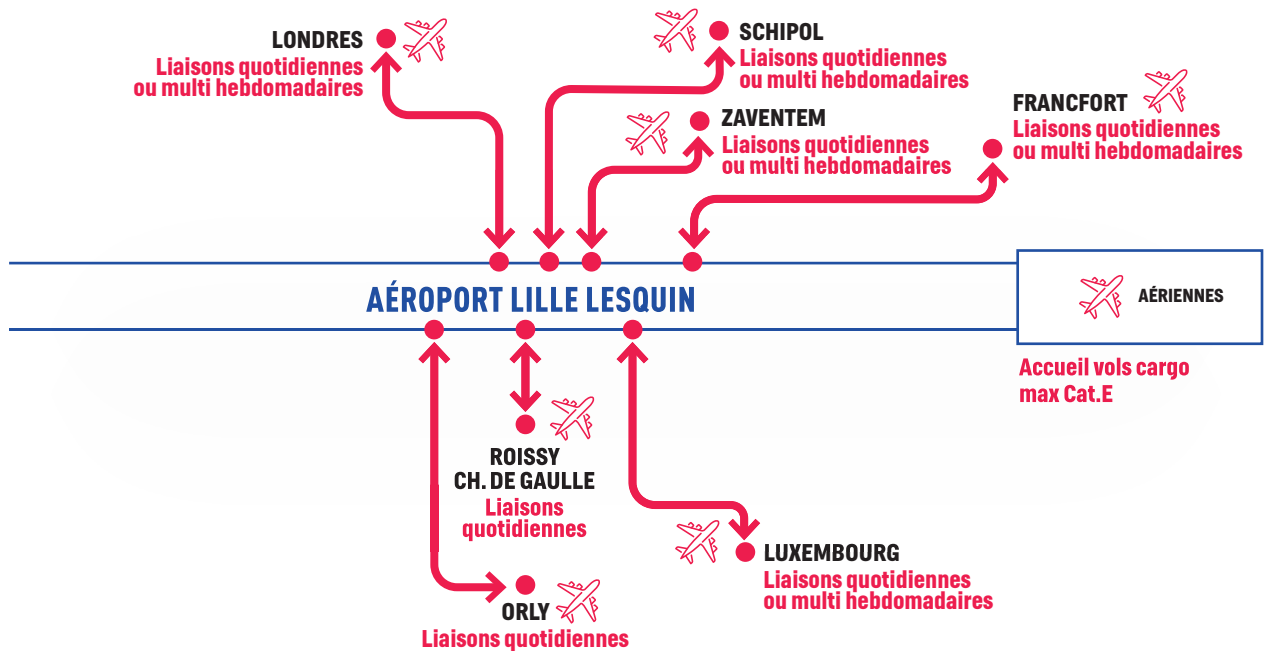 LONDRES
Liaisons quotidiennes
ou multi hebdomadaires
SCHIPOL
Liaisons quotidiennes
ou multi hebdomadaires
ZAVENTEM
Liaisons quotidiennes
ou multi hebdomadaires
FRANCFORT
Liaisons quotidiennes
ou multi hebdomadaires
AÉROPORT LILLE LESQUIN
AÉRIENNES
Accueil vols cargo
max Cat.E
ROISSY
CH. DE GAULLE
Liaisons
quotidiennes
ORLY
Liaisons quotidiennes
LUXEMBOURG
Liaisons quotidiennes
ou multi hebdomadaires